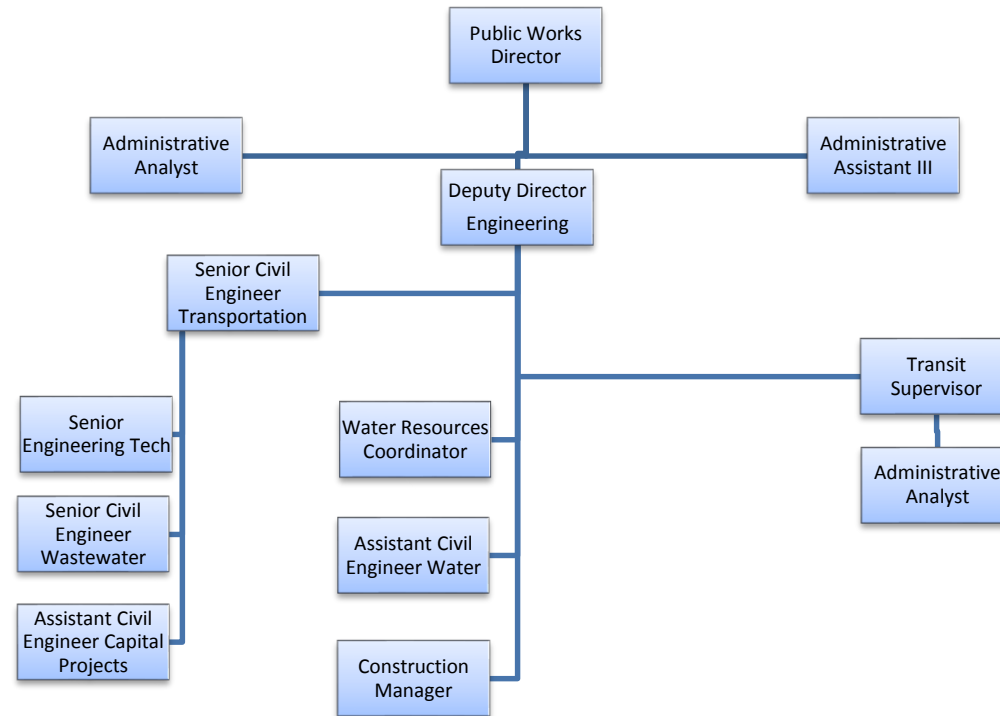 Public Works
Director
Administrative
Analyst
Administrative
Assistant III
Deputy Director
Engineering
Senior Civil
Engineer
Transportation
Transit
Supervisor
Senior
Engineering Tech
Water Resources
Coordinator
Administrative
Analyst
Senior Civil
Engineer
Wastewater
Assistant Civil
Engineer Water
Assistant Civil
Engineer Capital
Projects
Construction
Manager